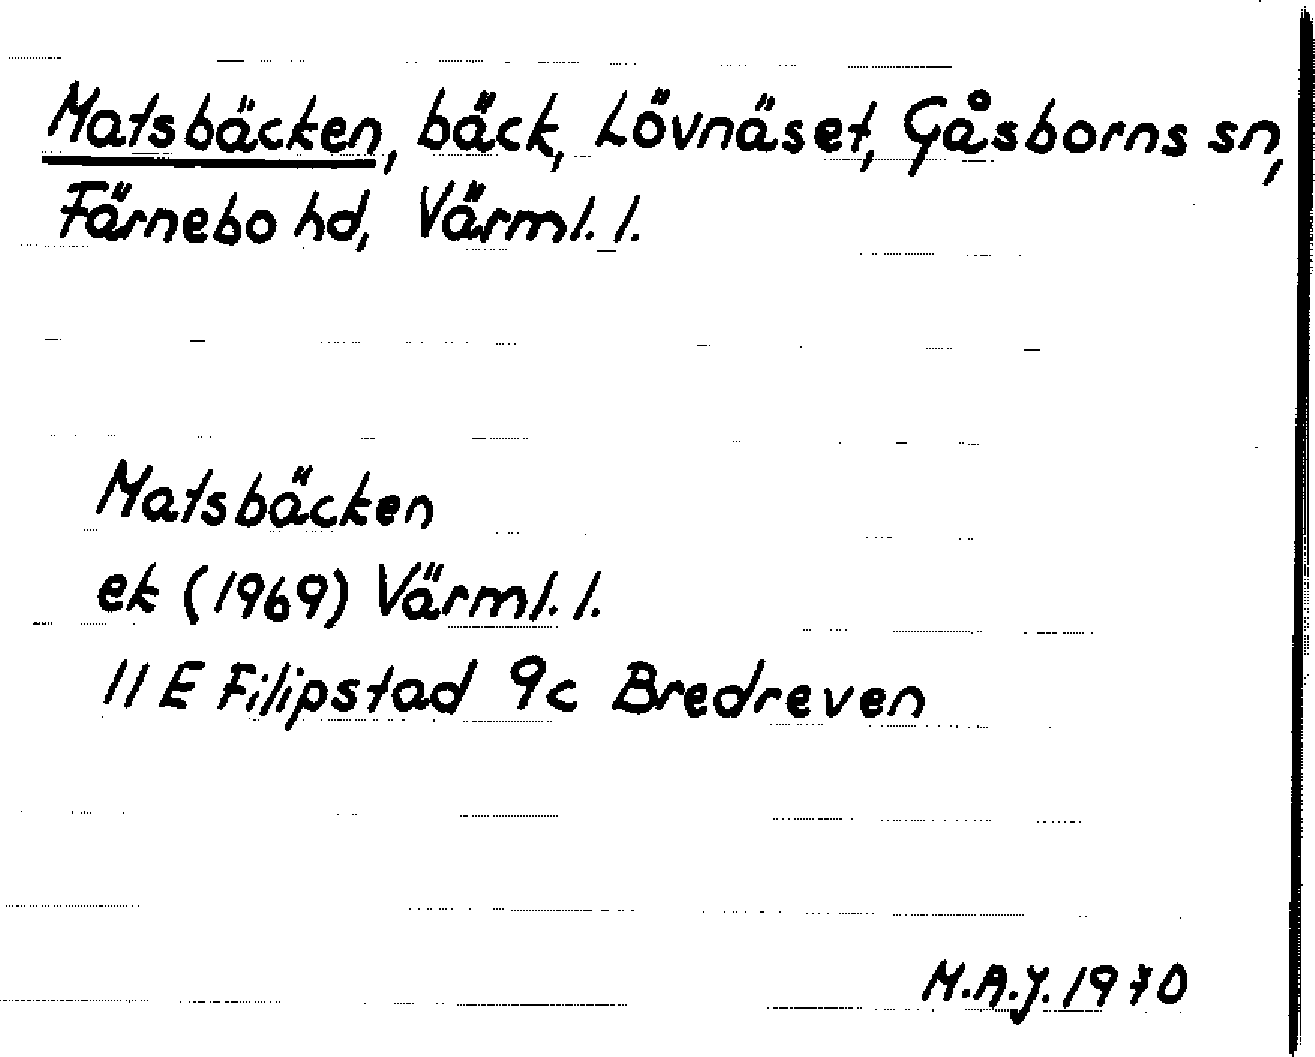 Matsbäcken, bäck, Lövnäset, Gåsborns sn,
Färnebo hd, Värml. l.
Matsbäcken
ek (1969) Värml. l.
11 E Filipstad 9c Bredreven
M.A.J. 1970